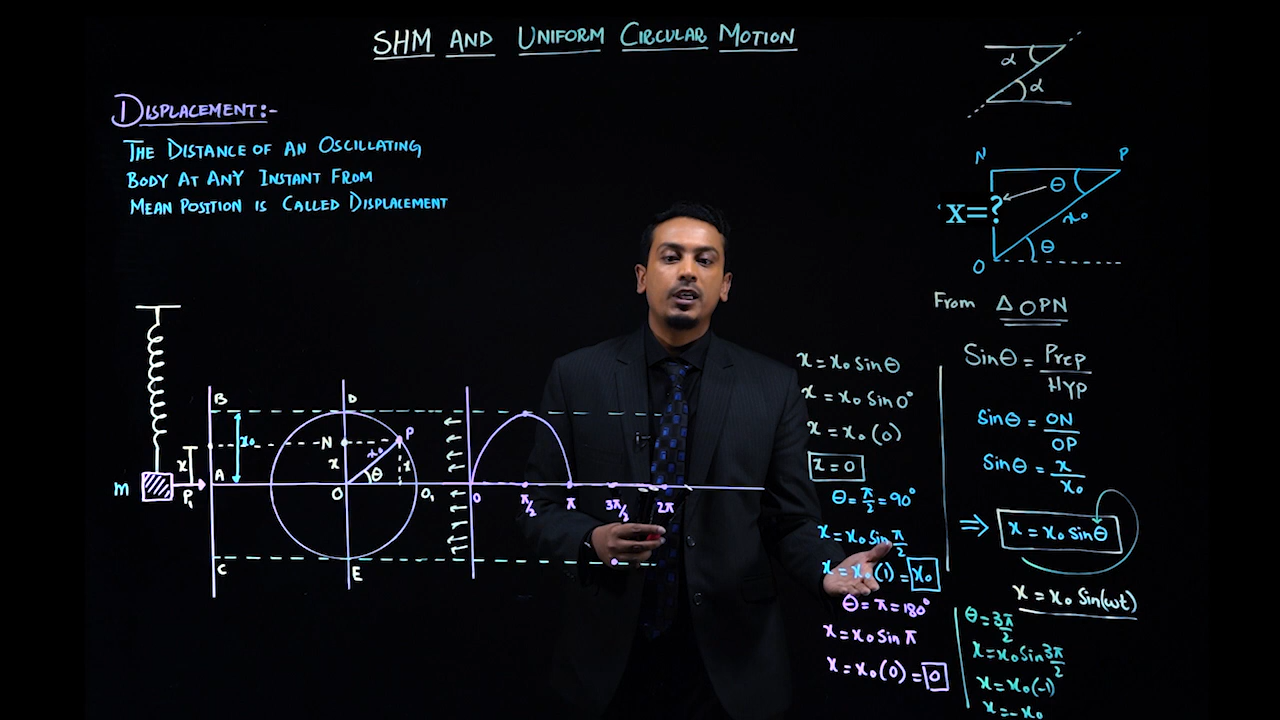 SHM AND UNIFORM CIRCULAR MOTION
DISPLACEMENT:-
THE DISTANCE OF AN OSCILLATING
BODY AT ANY INSTANT FROM
MEAN POSITION IS CALLED DISPLACEMENT
α
α
N P
θ
x=?
x₀
θ
O
From Δ OPN
Sinθ = Prep/Hyp
Sinθ = ON/OP
Sinθ = x/x₀
⇒ x = x₀ Sinθ
x = x₀ Sin(ωt)
x = x₀ Sinθ
x = x₀ Sin 0°
x = x₀ (0)
x = 0
θ = π/2 = 90°
x = x₀ Sin π/2
x = x₀ (1) = x₀
θ = π = 180°
x = x₀ Sin π
x = x₀ (0) = 0
θ = 3π/2
x = x₀ Sin 3π/2
x = x₀ (-1)
x = -x₀
B D
x₀ N x₀ P
x x x
m P₁ A O θ O₁ O π/2 π 3π/2 2π
C E